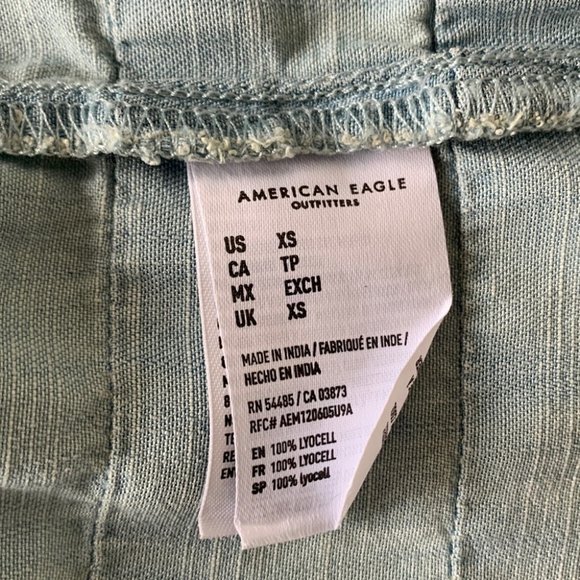 AMERICAN EAGLE
OUTFITTERS
US XS
CA TP
MX EXCH
UK XS
MADE IN INDIA / FABRIQUÉ EN INDE /
HECHO EN INDIA
RN 54485 / CA 03873
RFC# AEM120605U9A
EN 100% LYOCELL
FR 100% LYOCELL
SP 100% lyocell